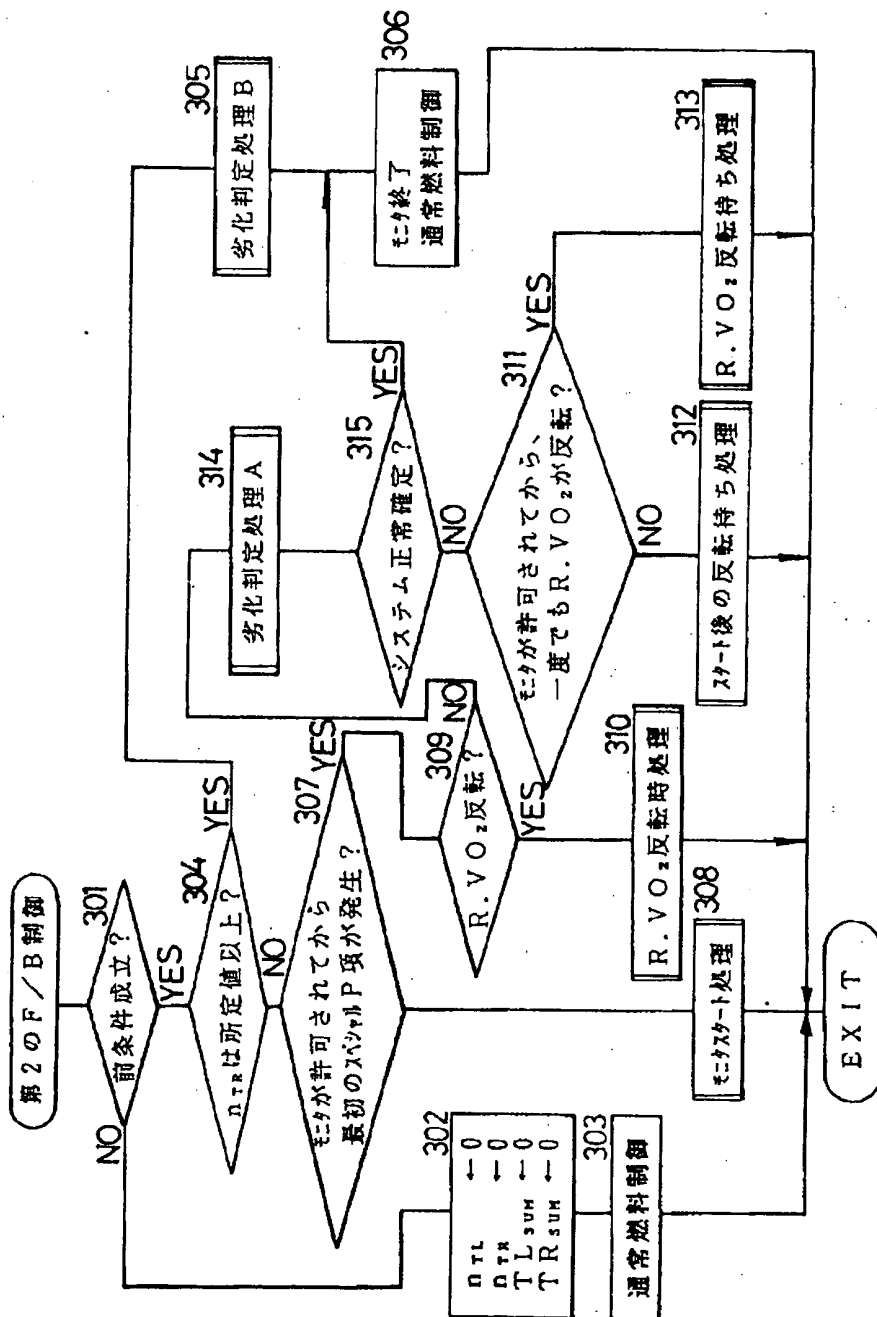 第2のF/B制御
301
前条件成立?
NO
YES
304
nTRは所定値以上?
YES
NO
307
モニタが許可されてから
最初のスペシャルP項が発生?
YES
302
nTL ←0
nTR ←0
TLSUM ←0
TRSUM ←0
303
通常燃料制御
308
モニタスタート処理
309
R.VO₂反転?
NO
YES
310
R.VO₂反転時処理
314
劣化判定処理A
315
システム正常確定?
YES
NO
311
モニタが許可されてから、
一度でもR.VO₂が反転?
YES
NO
312
スタート後の反転待ち処理
313
R.VO₂反転待ち処理
305
劣化判定処理B
306
モニタ終了
通常燃料制御
EXIT